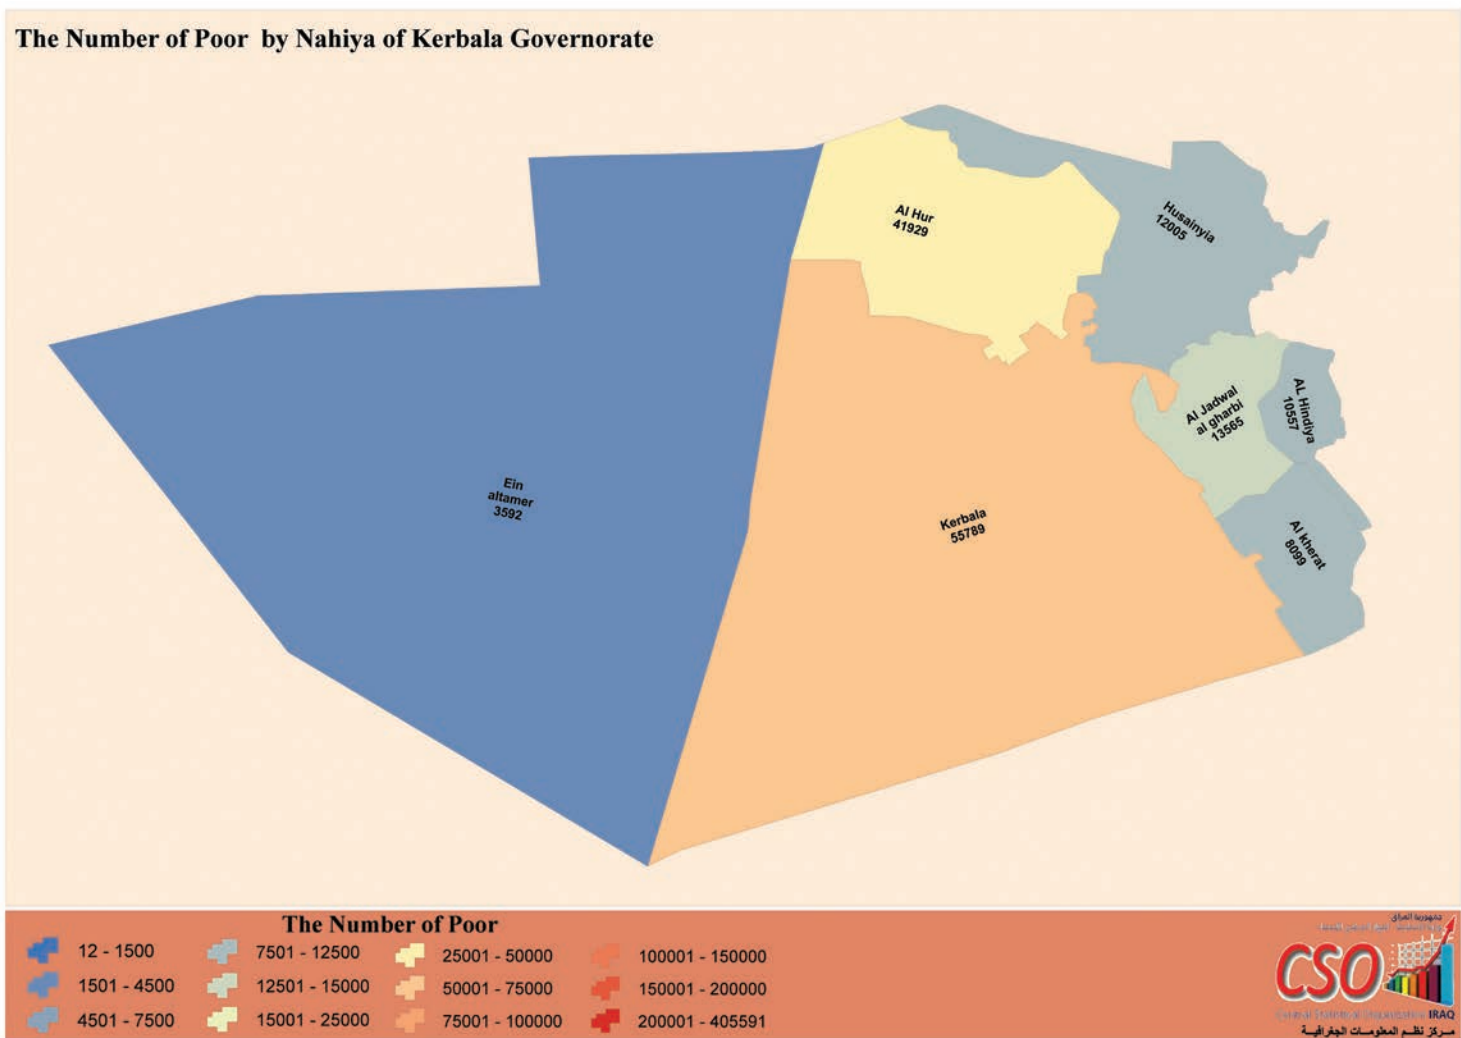 The Number of Poor by Nahiya of Kerbala Governorate
Al Hur
41929
Husainyia
12005
Al Jadwal
al gharbi
13565
AL Hindiya
10557
Ein
altamer
3592
Kerbala
55789
Al kherat
8099
The Number of Poor
12 - 1500
1501 - 4500
4501 - 7500
7501 - 12500
12501 - 15000
15001 - 25000
25001 - 50000
50001 - 75000
75001 - 100000
100001 - 150000
150001 - 200000
200001 - 405591
جمهورية العراق
CSO
IRAQ
مركز نظم المعلومات الجغرافية